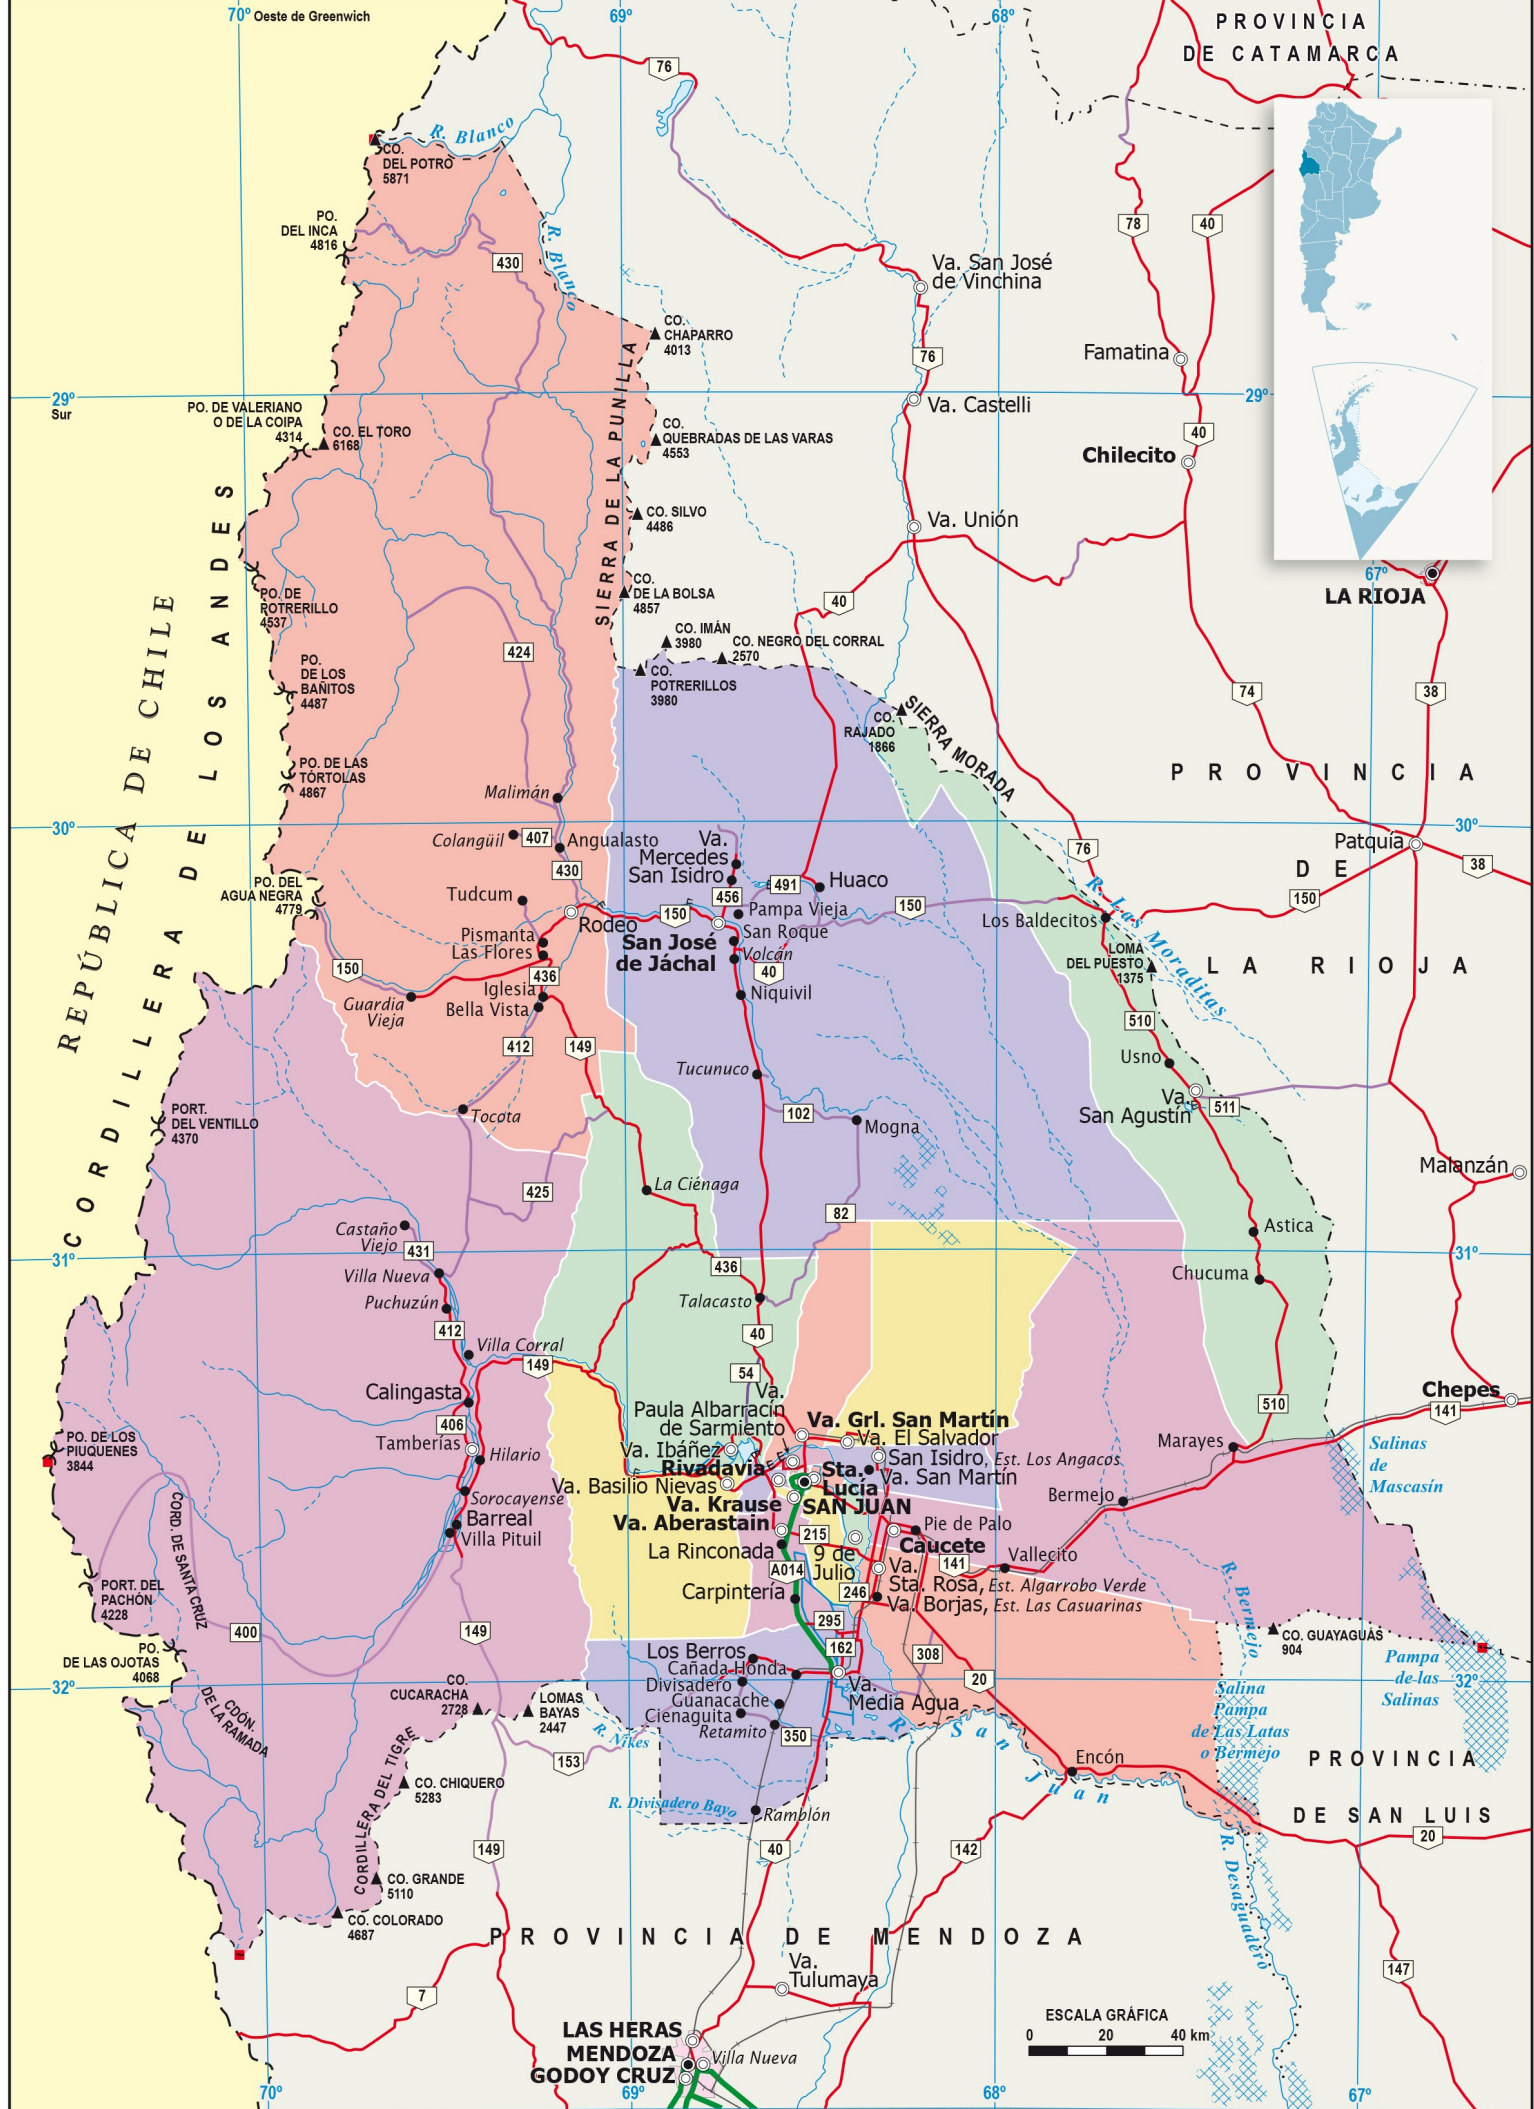 70º Oeste de Greenwich
69º
68º
PROVINCIA
DE CATAMARCA
76
R. Blanco
CO.
DEL POTRO
5871
PO.
DEL INCA
4816
430
R. Blanco
78
40
Va. San José
de Vinchina
CO.
CHAPARRO
4013
76
Famatina
29º
Sur
29º
PO. DE VALERIANO
O DE LA COIPA
4314
CO. EL TORO
6168
SIERRA DE LA PUNILLA
CO.
QUEBRADAS DE LAS VARAS
4553
Va. Castelli
40
Chilecito
CO. SILVO
4486
Va. Unión
REPÚBLICA DE CHILE
CORDILLERA DE LOS ANDES
PO. DE
POTRERILLO
4537
CO.
DE LA BOLSA
4857
40
67º
LA RIOJA
424
CO. IMÁN
3980
CO. NEGRO DEL CORRAL
2570
PO.
DE LOS
BAÑITOS
4487
CO.
POTRERILLOS
3980
74
38
CO.
RAJADO
1866
SIERRA MORADA
PO. DE LAS
TÓRTOLAS
4867
PROVINCIA
Malimán
30º
30º
Colangüil
407
Angualasto
Va.
Mercedes
San Isidro
76
Patquía
38
430
491
Huaco
DE
PO. DEL
AGUA NEGRA
4779
Tudcum
456
Pampa Vieja
150
150
150
Rodeo
San Roque
Los Baldecitos
R. Las Moraditas
Pismanta
Las Flores
San José
de Jáchal
Volcán
LOMA
DEL PUESTO
1375
LA RIOJA
150
436
40
Guardia
Vieja
Iglesia
Bella Vista
Niquivil
510
412
149
Tucunuco
Usno
PORT.
DEL VENTILLO
4370
Tocota
102
Mogna
Va.
San Agustín
511
Malanzán
425
La Ciénaga
82
Castaño
Viejo
Astica
31º
431
436
31º
Villa Nueva
Chucuma
Puchuzún
Talacasto
412
40
Villa Corral
149
54
Calingasta
Va.
Paula Albarracín
de Sarmiento
Chepes
141
510
406
Va. Grl. San Martín
Va. El Salvador
Tamberías
Hilario
Va. Ibáñez
San Isidro, Est. Los Angacos
Marayes
Salinas
de
Mascasín
PO. DE LOS
PIUQUENES
3844
Rivadavia
Sta.
Lucía
Va. San Martín
Va. Basilio Nievas
Bermejo
Sorocayense
Va. Krause
SAN JUAN
CORD. DE SANTA CRUZ
Barreal
Va. Aberastain
Pie de Palo
Villa Pituil
215
Caucete
La Rinconada
9 de
Julio
141
Vallecito
A014
Va.
Sta. Rosa, Est. Algarrobo Verde
PORT. DEL
PACHÓN
4228
Carpintería
246
Va. Borjas, Est. Las Casuarinas
R. Bermejo
400
149
295
CO. GUAYAGUAS
904
PO.
DE LAS OJOTAS
4068
Los Berros
162
308
Pampa
de las
Salinas
Cañada Honda
32º
32º
CO.
CUCARACHA
2728
LOMAS
BAYAS
2447
Divisadero
20
Salina
Pampa
de Las Latas
o Bermejo
Va.
Media Agua
CDÓN.
DE LA RAMADA
Guanacache
Cienaguita
R. Nikes
Retamito
350
R. San Juan
153
Encón
PROVINCIA
CORDILLERA DEL TIGRE
CO. CHIQUERO
5283
R. Divisadero Bayo
Ramblón
DE SAN LUIS
20
149
40
142
CO. GRANDE
5110
R. Desaguadero
CO. COLORADO
4687
PROVINCIA DE MENDOZA
147
Va.
Tulumaya
7
ESCALA GRÁFICA
0 20 40 km
LAS HERAS
MENDOZA
Villa Nueva
GODOY CRUZ
70º
69º
68º
67º